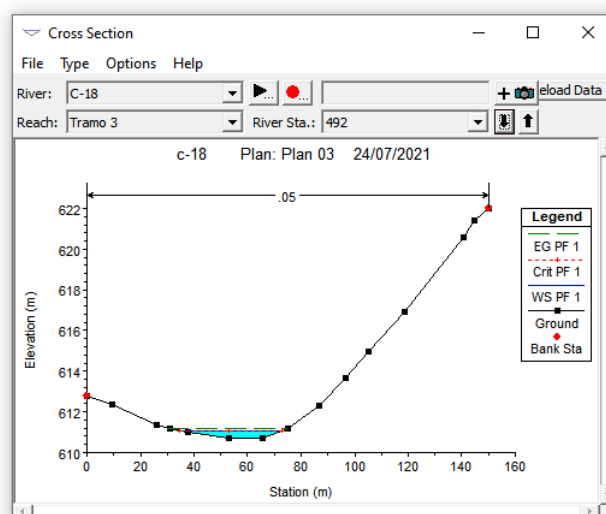 Cross Section
File Type Options Help
River: C-18 ... ... + eload Data
Reach: Tramo 3 River Sta.: 492
c-18 Plan: Plan 03 24/07/2021
.05
622
620
618
616
614
612
610
Elevation (m)
0 20 40 60 80 100 120 140 160
Station (m)
Legend
EG PF 1
Crit PF 1
WS PF 1
Ground
Bank Sta